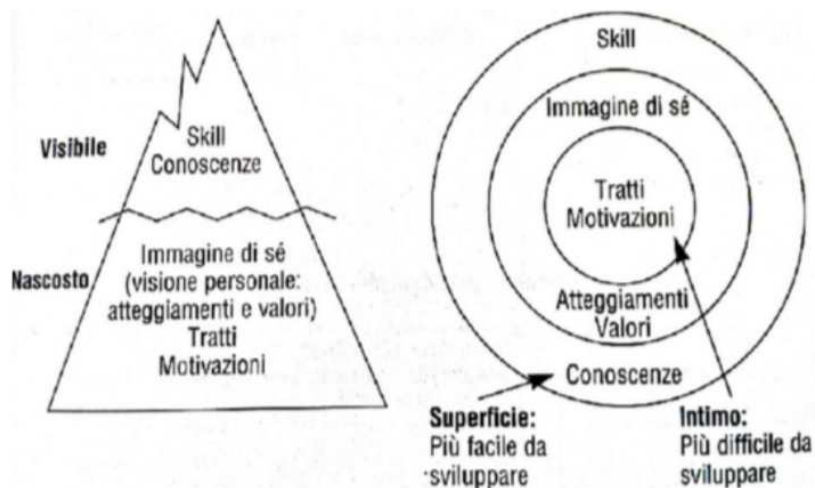 Visibile
Skill
Conoscenze
Nascosto
Immagine di sé
(visione personale:
atteggiamenti e valori)
Tratti
Motivazioni
Skill
Immagine di sé
Tratti
Motivazioni
Atteggiamenti
Valori
Conoscenze
Superficie:
Più facile da
sviluppare
Intimo:
Più difficile da
sviluppare